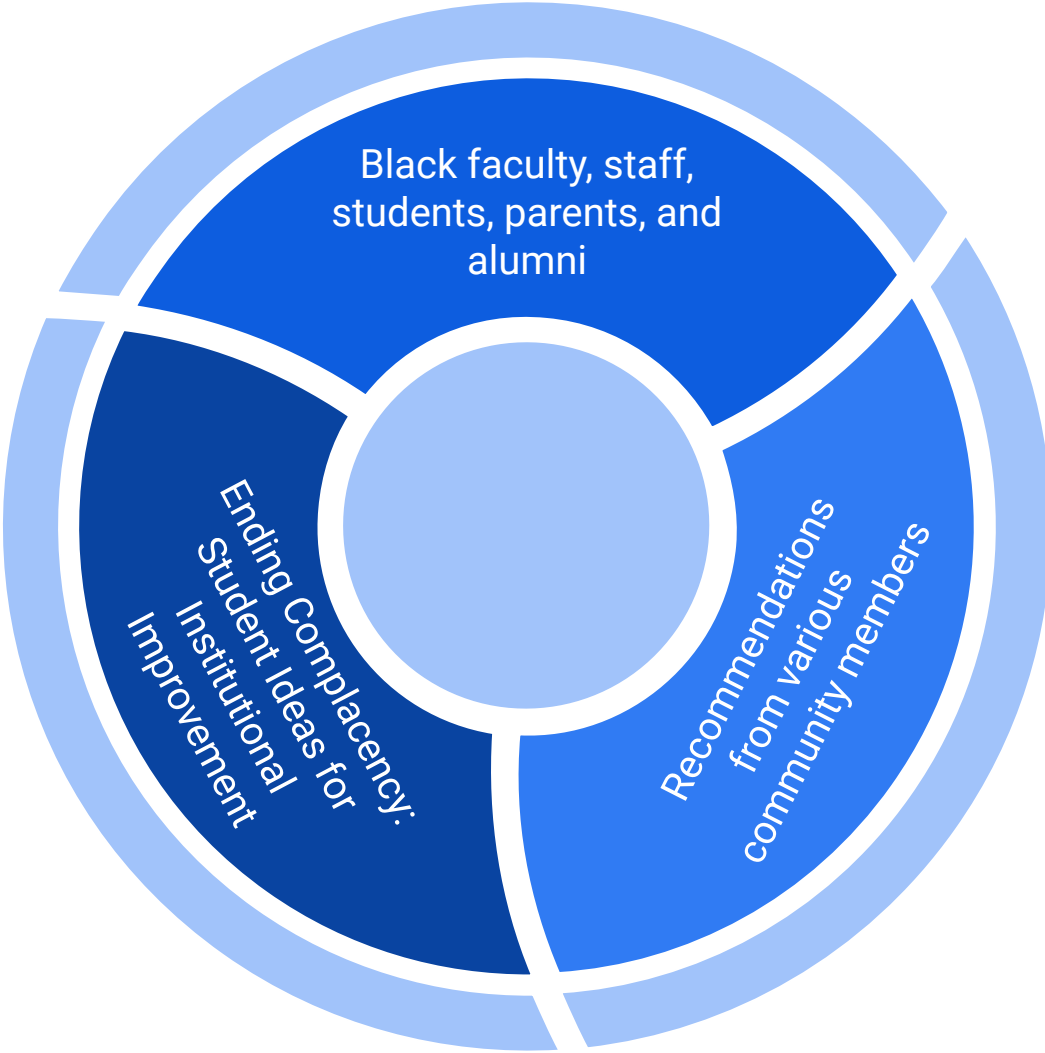 Black faculty, staff,
students, parents, and
alumni
Recommendations
from various
community members
Ending Complacency:
Student Ideas for
Institutional
Improvement